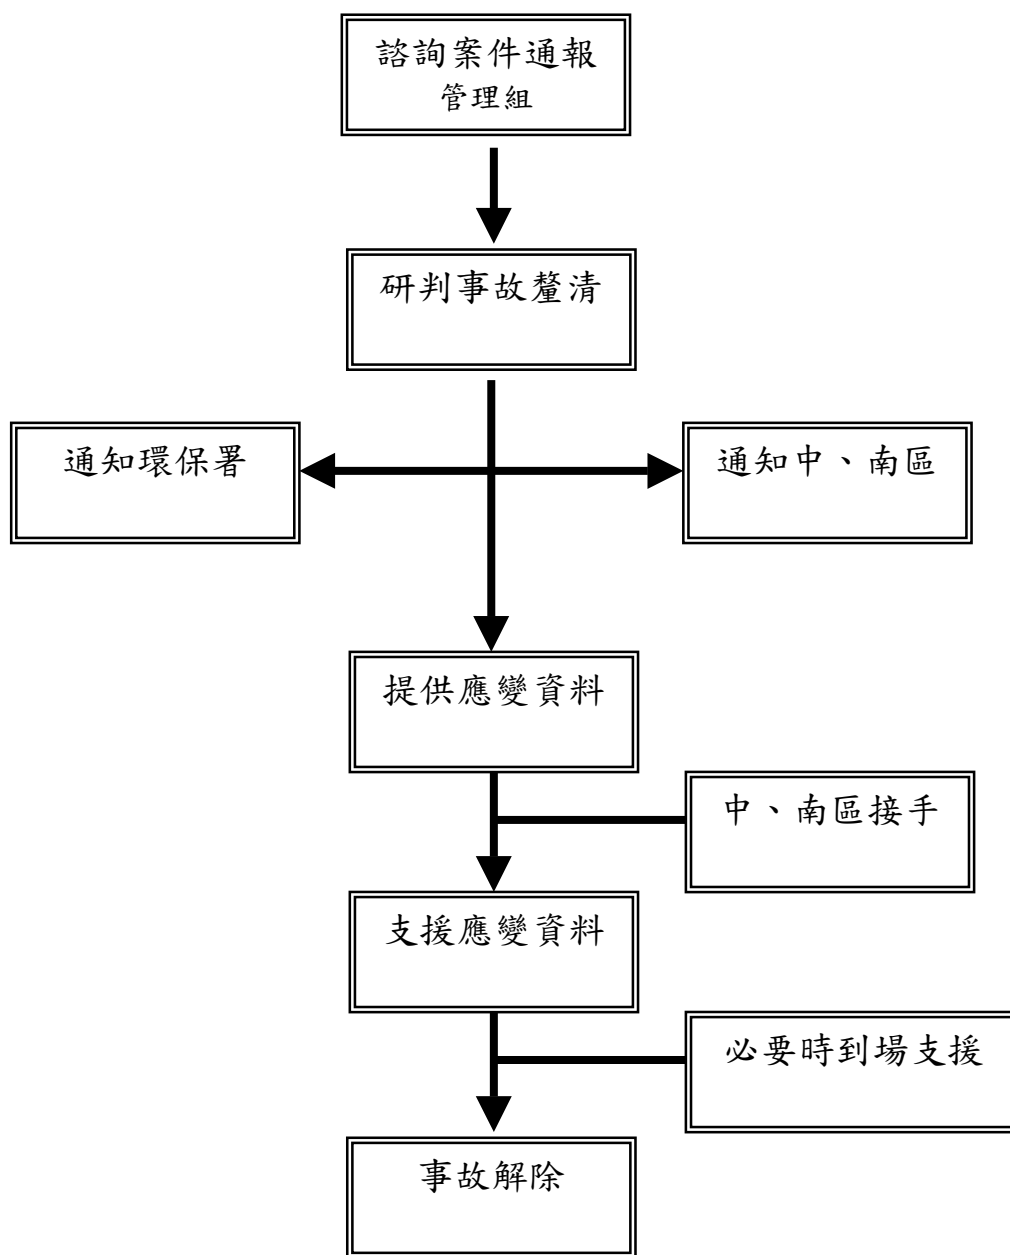 諮詢案件通報
管理組
研判事故釐清
通知環保署
通知中、南區
提供應變資料
中、南區接手
支援應變資料
必要時到場支援
事故解除